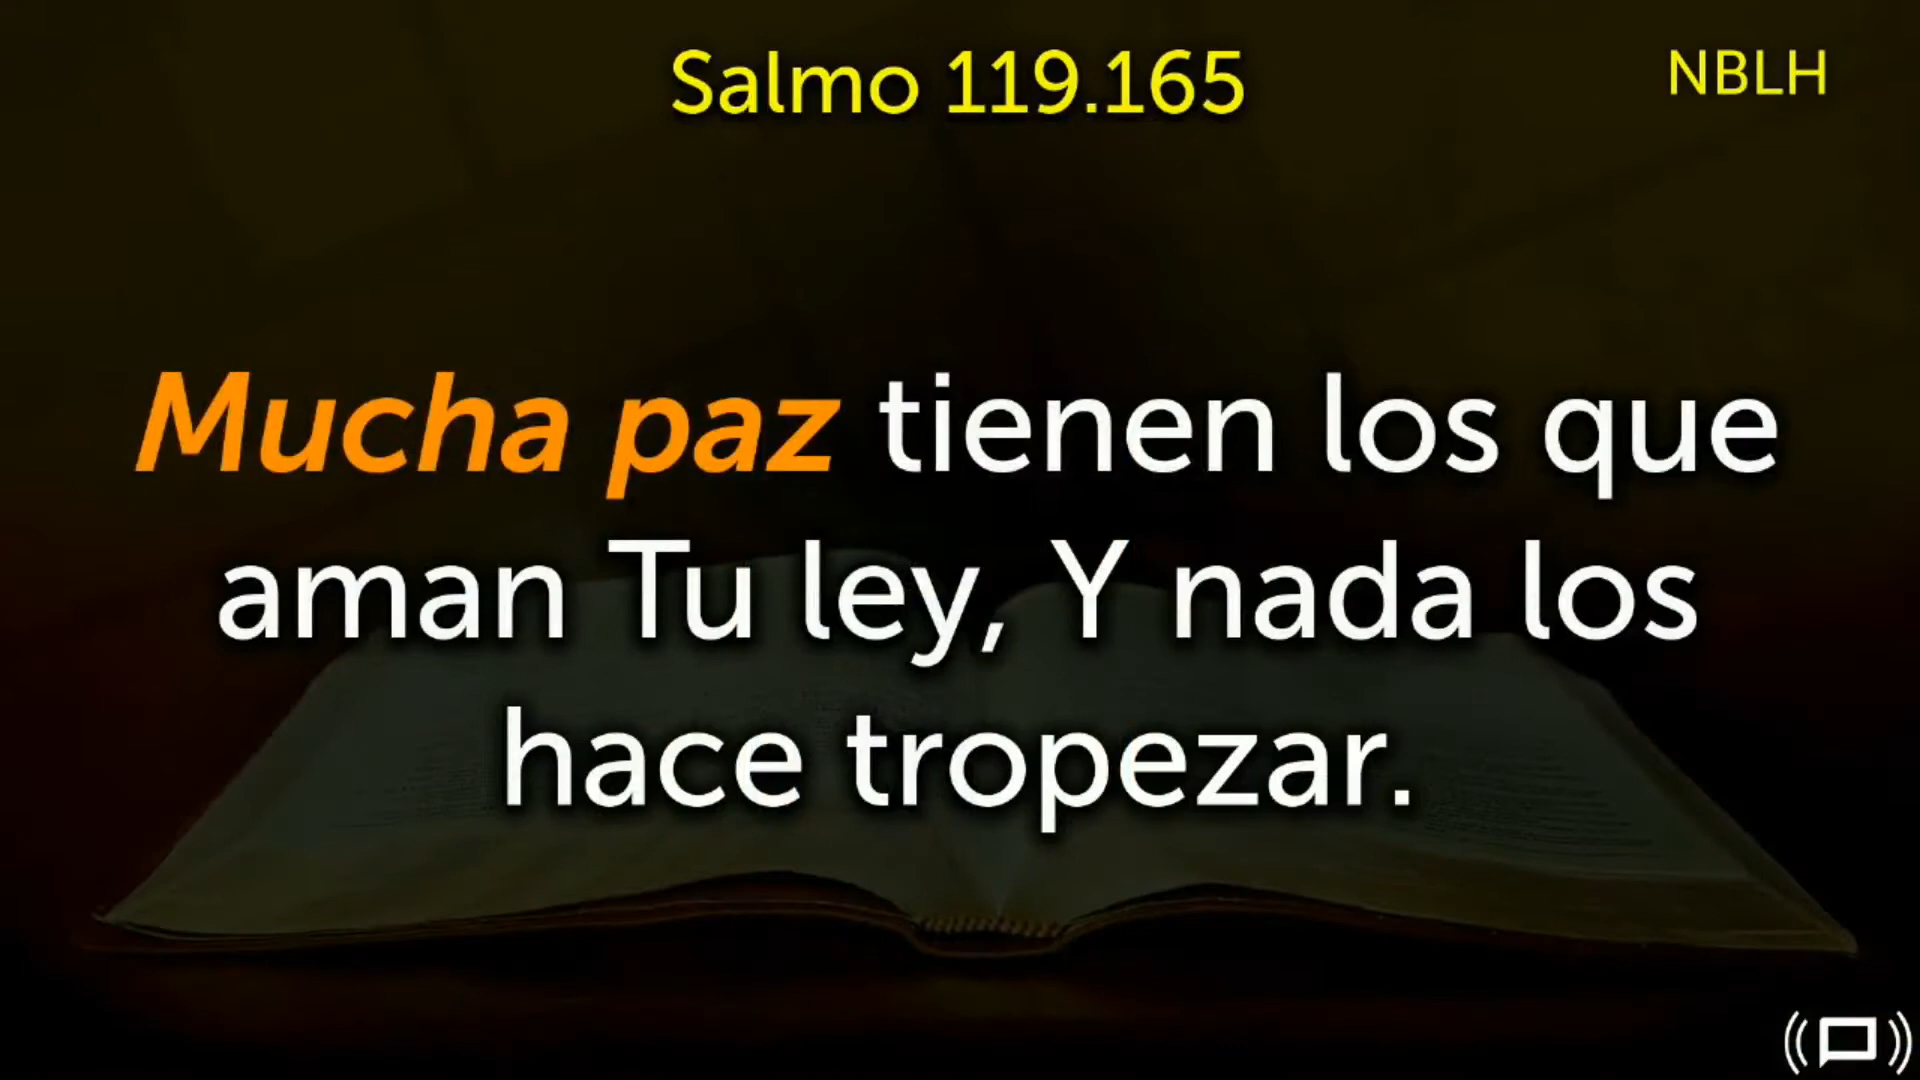 Salmo 119.165
NBLH
Mucha paz tienen los que
aman Tu ley, Y nada los
hace tropezar.